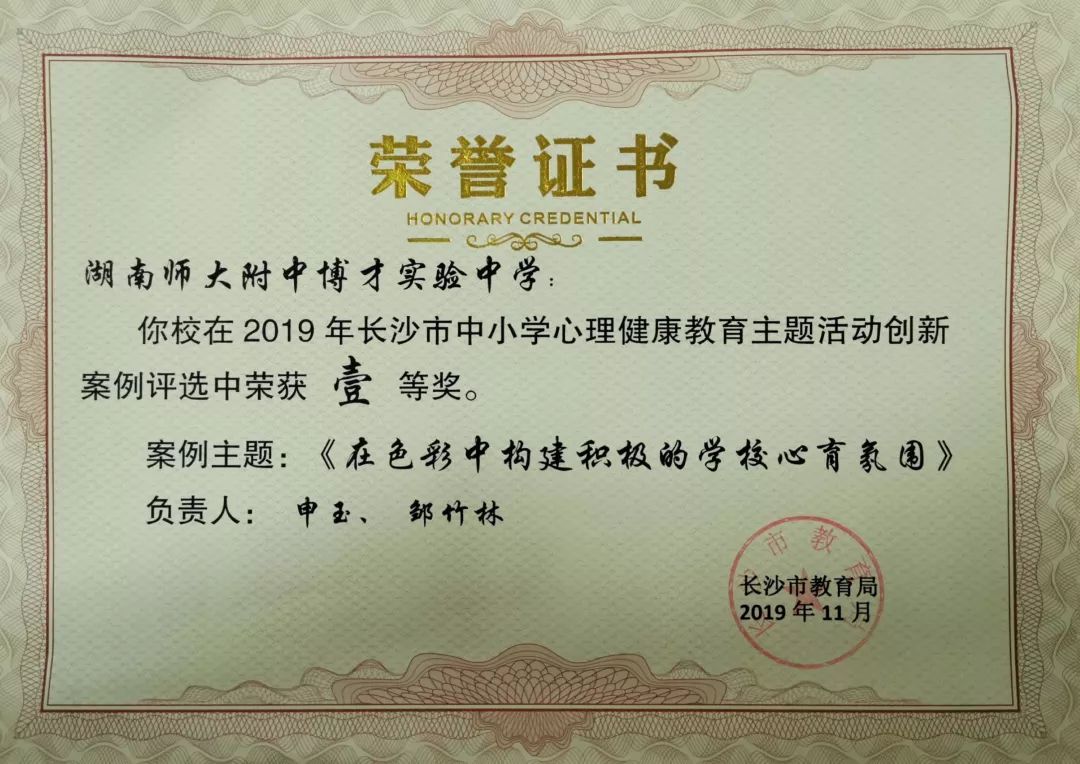 荣誉证书
HONORARY CREDENTIAL
湖南师大附中博才实验中学：
你校在2019年长沙市中小学心理健康教育主题活动创新
案例评选中荣获 壹 等奖。
案例主题：《在色彩中构建积极的学校心育氛围》
负责人： 申玉、 邹竹林
长沙市教育局
2019年11月